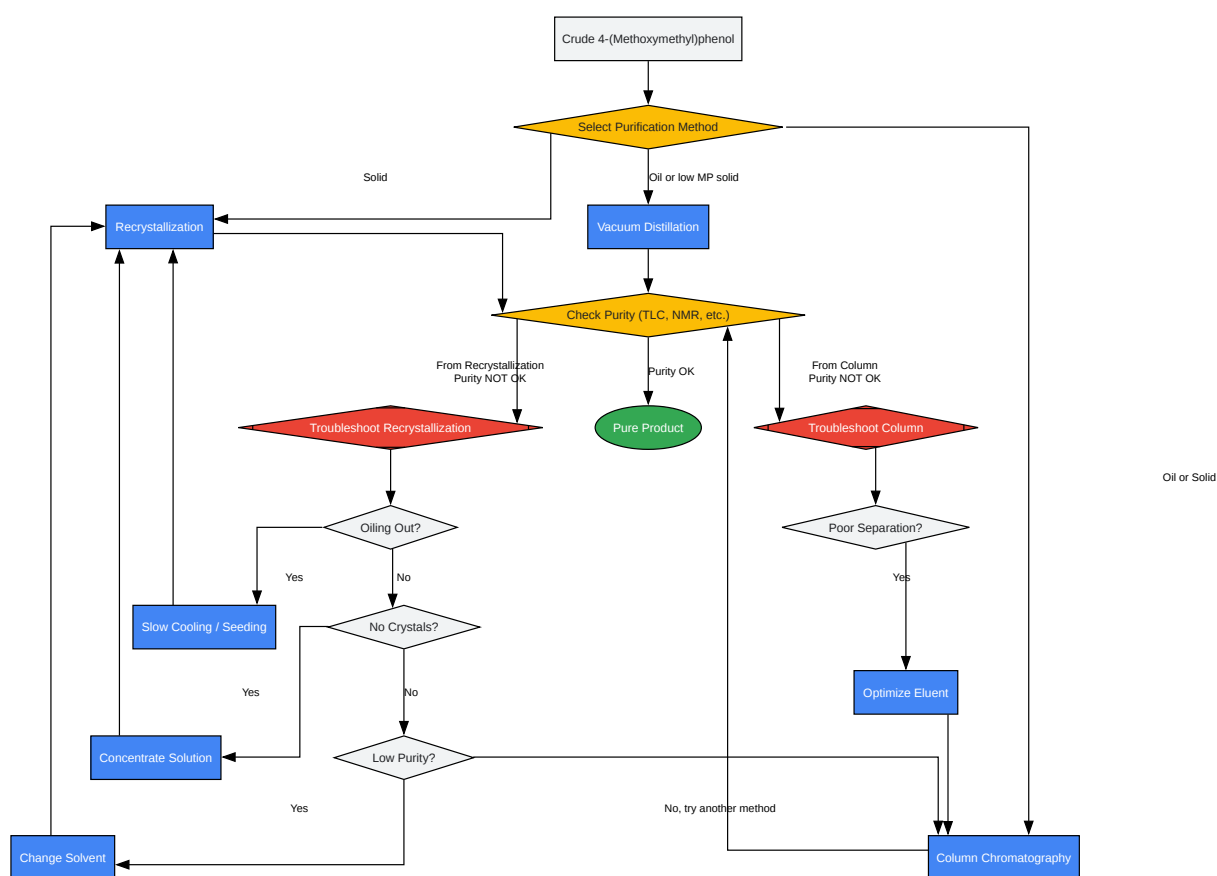 Crude 4-(Methoxymethyl)phenol
Select Purification Method
Solid
Oil or low MP solid
Recrystallization
Vacuum Distillation
Check Purity (TLC, NMR, etc.)
From Recrystallization
Purity NOT OK
Purity OK
From Column
Purity NOT OK
Troubleshoot Recrystallization
Pure Product
Troubleshoot Column
Oil or Solid
Oiling Out?
Poor Separation?
Yes
No
Yes
Slow Cooling / Seeding
No Crystals?
Yes
No
Optimize Eluent
Concentrate Solution
Low Purity?
Yes
No, try another method
Change Solvent
Column Chromatography